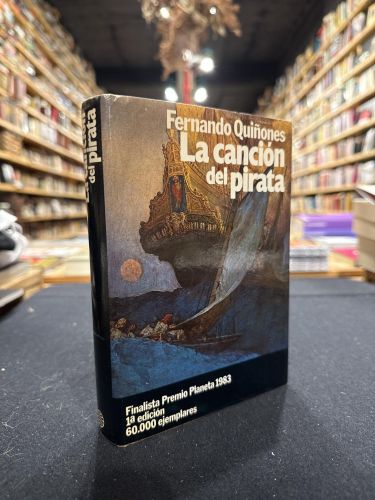 Fernando Quiñones
La canción
del pirata
Finalista Premio Planeta 1983
1ª edición
60.000 ejemplares
del pirata